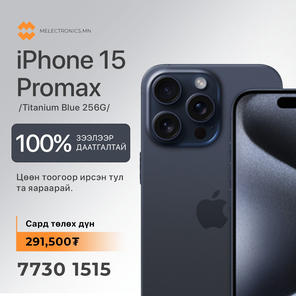 MELECTRONICS.MN
iPhone 15
Promax
/Titanium Blue 256G/
100%
ЗЭЭЛЭЭР
ДААТГАЛТАЙ
Цөөн тоогоор ирсэн тул
та яараарай.
Сард төлөх дүн
291,500₮
7730 1515